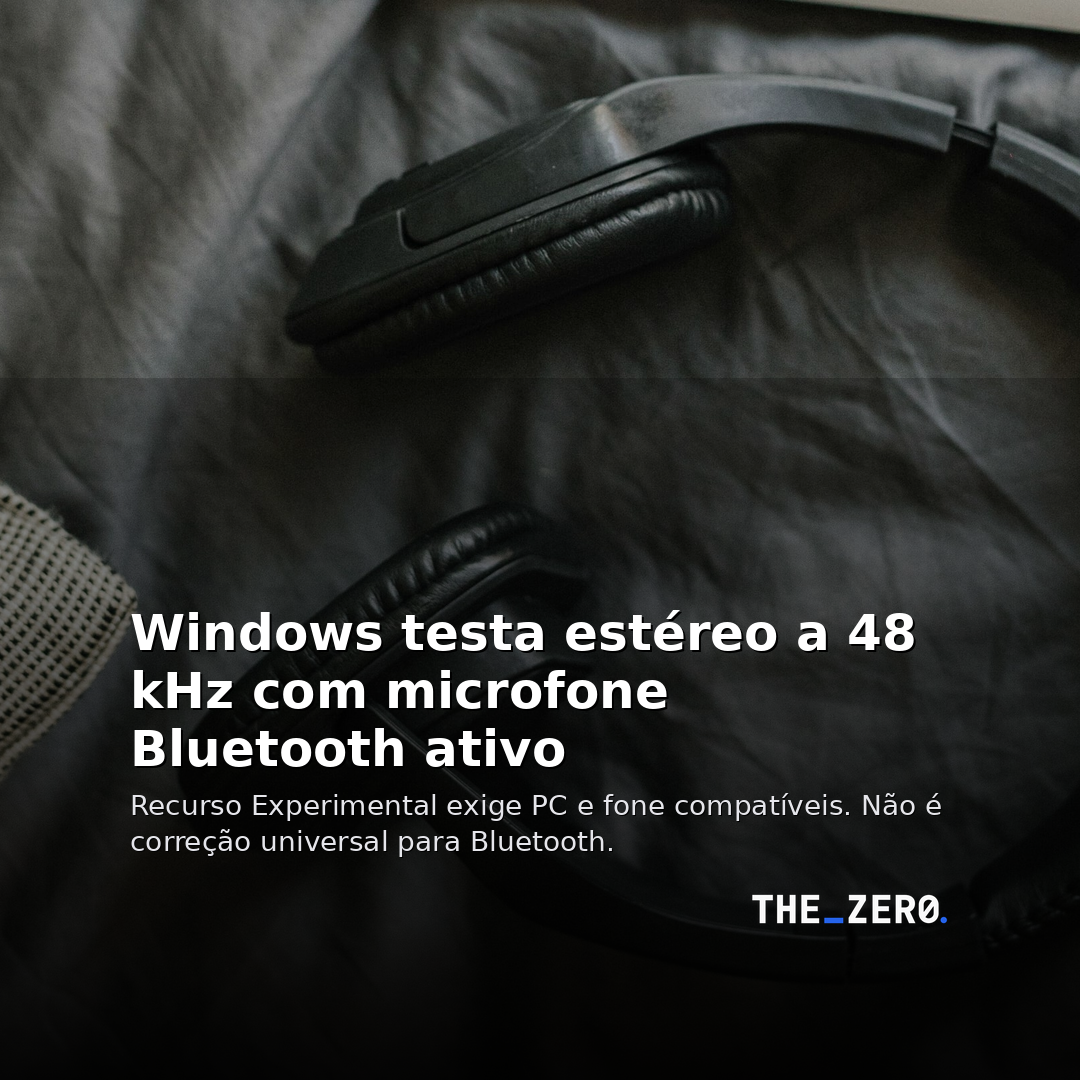 Windows testa estéreo a 48
kHz com microfone
Bluetooth ativo
Recurso Experimental exige PC e fone compatíveis. Não é
correção universal para Bluetooth.
THE_ZER0.